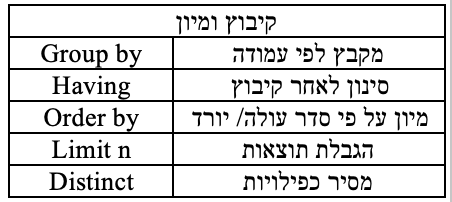 קיבוץ ומיון
Group by מקבץ לפי עמודה
Having סינון לאחר קיבוץ
Order by מיון על פי סדר עולה/ יורד
Limit n הגבלת תוצאות
Distinct מסיר כפילויות